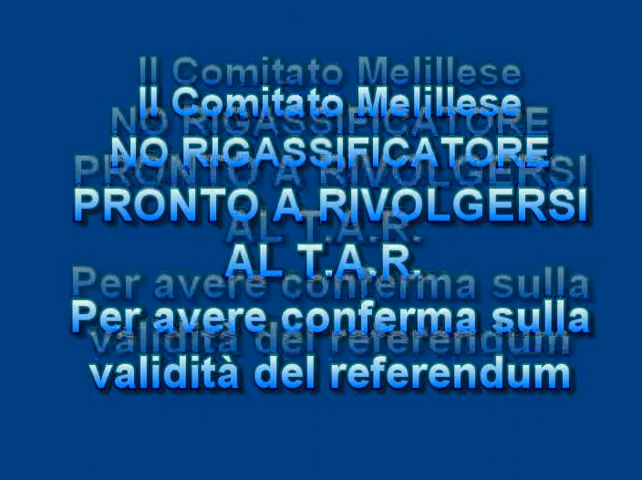 Il Comitato Melillese
NO RIGASSIFICATORE
PRONTO A RIVOLGERSI
AL T.A.R.
Per avere conferma sulla
validità del referendum